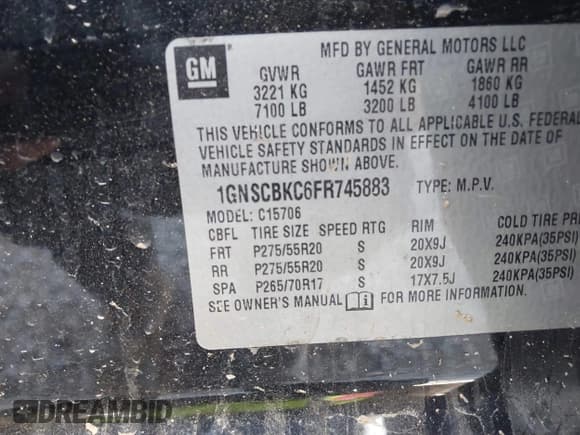 MFD BY GENERAL MOTORS LLC
GM
GVWR GAWR FRT GAWR RR
3221 KG 1452 KG 1860 KG
7100 LB 3200 LB 4100 LB
THIS VEHICLE CONFORMS TO ALL APPLICABLE U.S. FEDERAL
VEHICLE SAFETY STANDARDS IN EFFECT ON THE DATE OF
MANUFACTURE SHOWN ABOVE.
1GNSCBKC6FR745883 TYPE: M.P.V.
MODEL: C15706
CBFL TIRE SIZE SPEED RTG RIM COLD TIRE PR
FRT P275/55R20 S 20X9J 240KPA(35PSI)
RR P275/55R20 S 20X9J 240KPA(35PSI)
SPA P265/70R17 S 17X7.5J 240KPA(35PSI)
SEE OWNER'S MANUAL FOR MORE INFORMATION.
DREAMBID